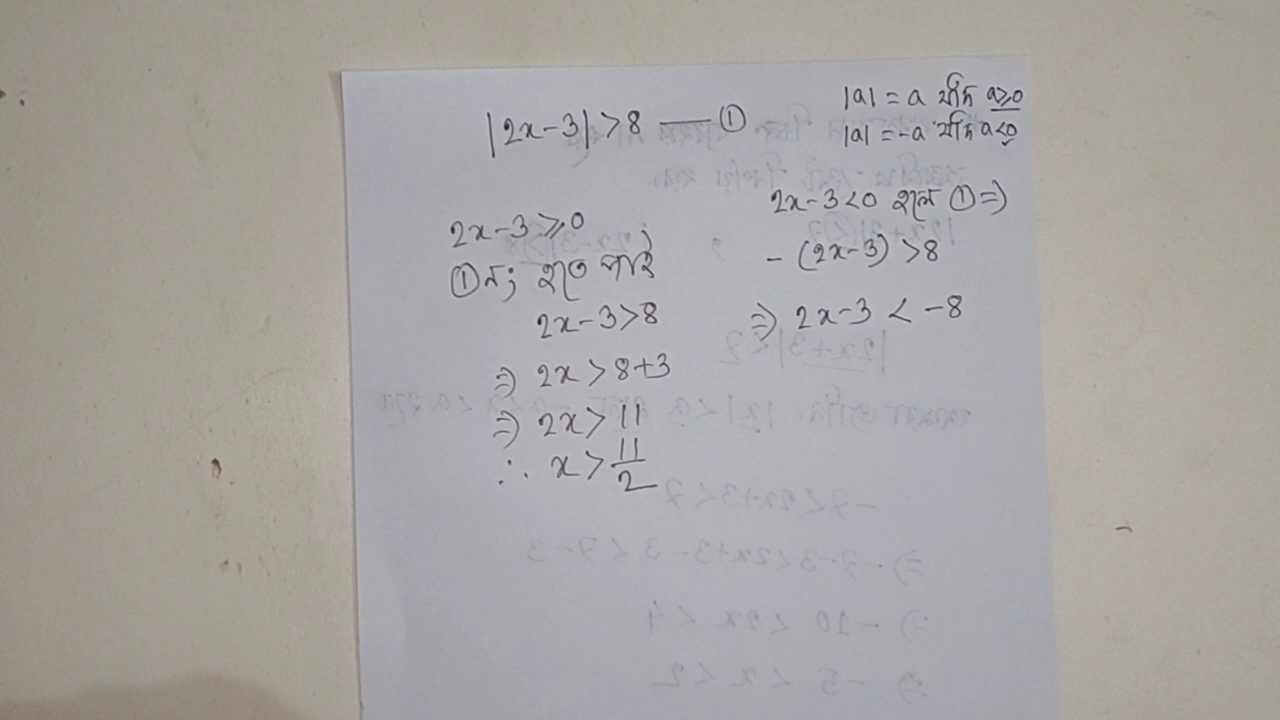 |2x-3|>8 —— ①
|a| = a যদি a≥0
|a| = -a যদি a<0
2x-3≥0
①নং হতে পাই;
2x-3>8
⇒ 2x>8+3
⇒ 2x>11
∴ x>11/2
2x-3<0 হলে ①⇒
-(2x-3)>8
⇒ 2x-3 < -8